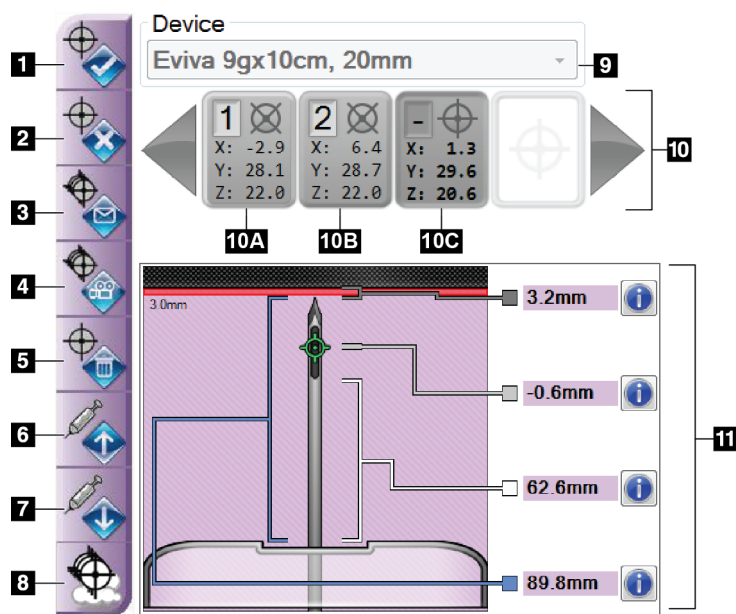 Device
1
Eviva 9gx10cm, 20mm
9
2
1
X: -2.9
Y: 28.1
Z: 22.0
2
X: 6.4
Y: 28.7
Z: 22.0
-
X: 1.3
Y: 29.6
Z: 20.6
10
3
10A
10B
10C
4
3.0mm
3.2mm
i
5
-0.6mm
i
6
11
7
62.6mm
i
8
89.8mm
i